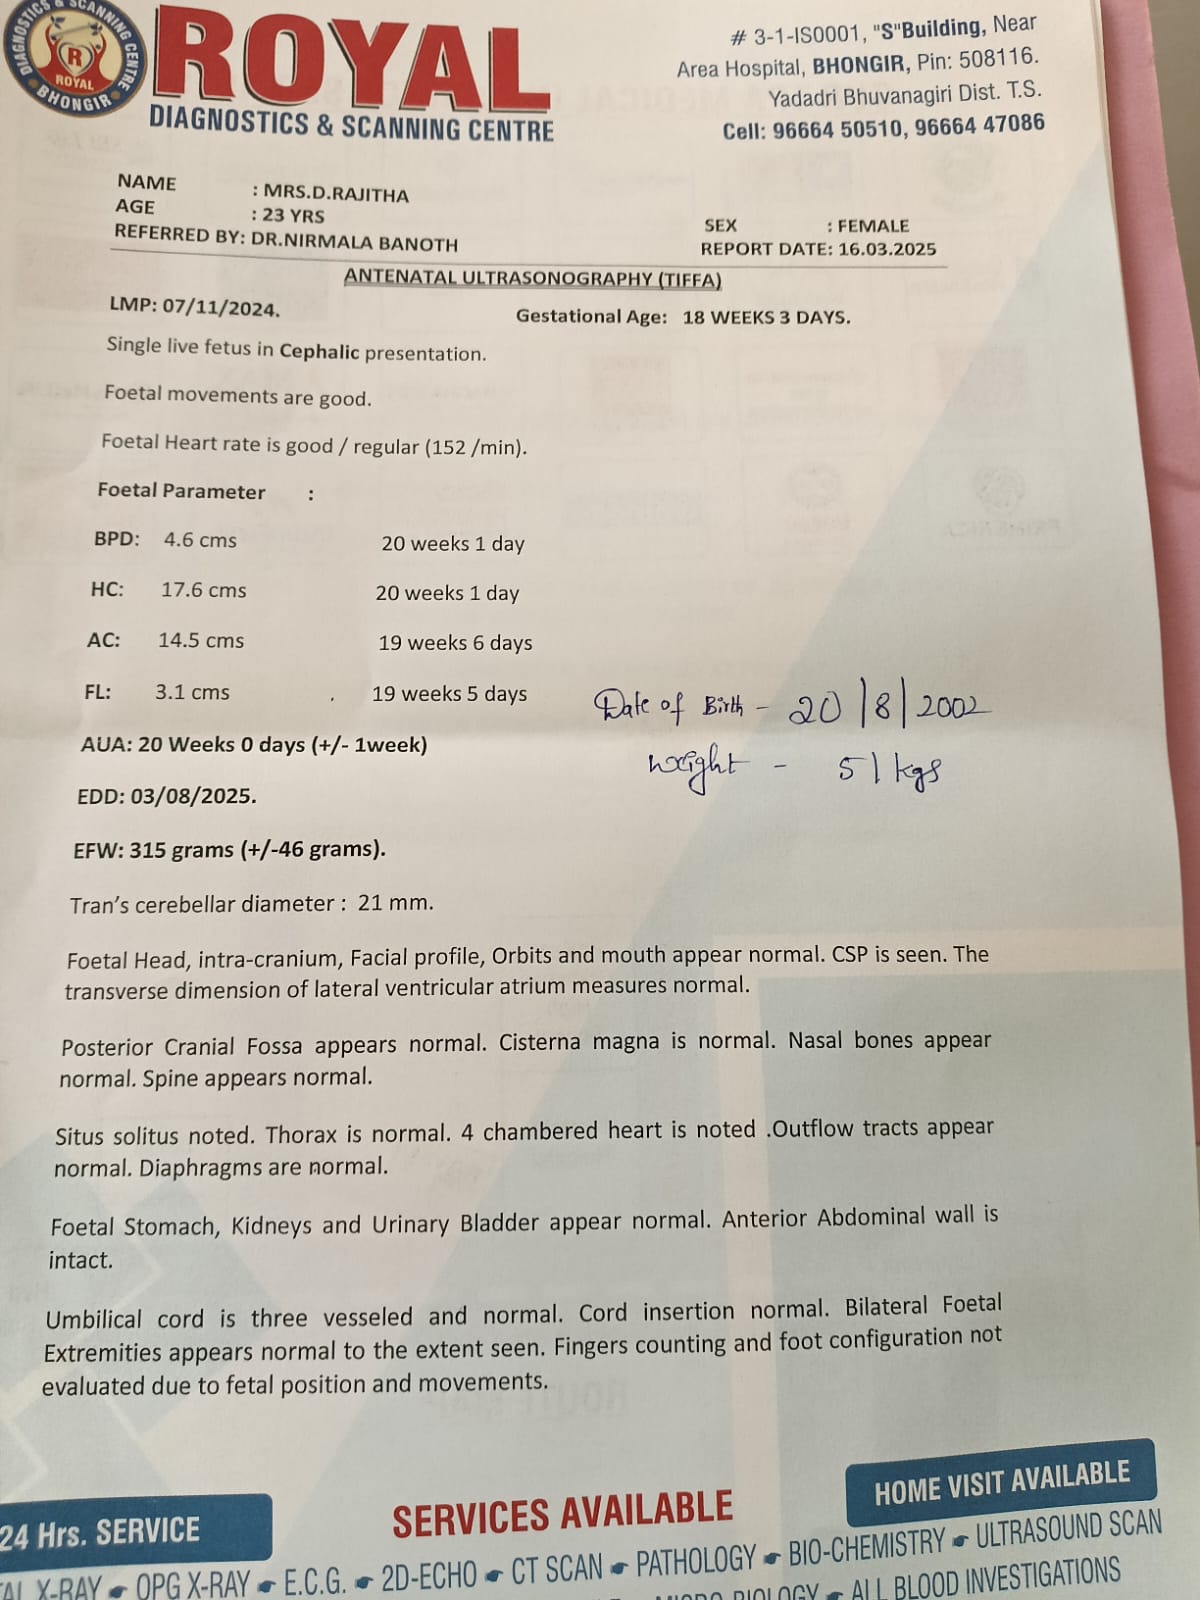 DIAGNOSTICS & SCANNING CENTRE
R
ROYAL
BHONGIR
ROYAL
DIAGNOSTICS & SCANNING CENTRE
# 3-1-IS0001, "S"Building, Near
Area Hospital, BHONGIR, Pin: 508116.
Yadadri Bhuvanagiri Dist. T.S.
Cell: 96664 50510, 96664 47086
NAME : MRS.D.RAJITHA
AGE : 23 YRS
SEX : FEMALE
REFERRED BY: DR.NIRMALA BANOTH
REPORT DATE: 16.03.2025
ANTENATAL ULTRASONOGRAPHY (TIFFA)
LMP: 07/11/2024. Gestational Age: 18 WEEKS 3 DAYS.
Single live fetus in Cephalic presentation.
Foetal movements are good.
Foetal Heart rate is good / regular (152 /min).
Foetal Parameter :
BPD: 4.6 cms 20 weeks 1 day
HC: 17.6 cms 20 weeks 1 day
AC: 14.5 cms 19 weeks 6 days
FL: 3.1 cms . 19 weeks 5 days
Date of Birth - 20/8/2002
AUA: 20 Weeks 0 days (+/- 1week)
weight - 51 kgs
EDD: 03/08/2025.
EFW: 315 grams (+/-46 grams).
Tran's cerebellar diameter : 21 mm.
Foetal Head, intra-cranium, Facial profile, Orbits and mouth appear normal. CSP is seen. The
transverse dimension of lateral ventricular atrium measures normal.
Posterior Cranial Fossa appears normal. Cisterna magna is normal. Nasal bones appear
normal. Spine appears normal.
Situs solitus noted. Thorax is normal. 4 chambered heart is noted .Outflow tracts appear
normal. Diaphragms are normal.
Foetal Stomach, Kidneys and Urinary Bladder appear normal. Anterior Abdominal wall is
intact.
Umbilical cord is three vesseled and normal. Cord insertion normal. Bilateral Foetal
Extremities appears normal to the extent seen. Fingers counting and foot configuration not
evaluated due to fetal position and movements.
24 Hrs. SERVICE
SERVICES AVAILABLE
HOME VISIT AVAILABLE
X-RAY OPG X-RAY E.C.G. 2D-ECHO CT SCAN PATHOLOGY BIO-CHEMISTRY ULTRASOUND SCAN
BIOLOGY ALL BLOOD INVESTIGATIONS